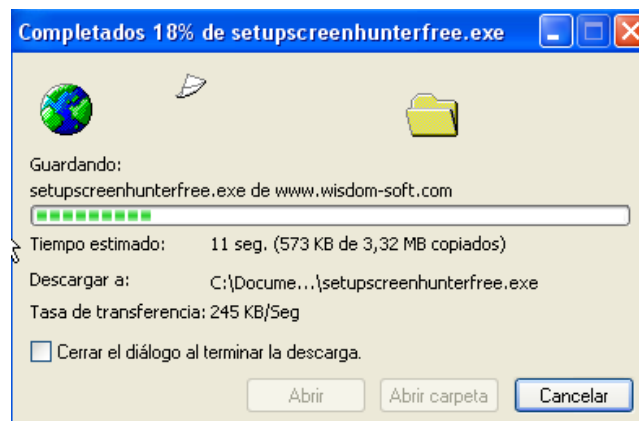 Completados 18% de setupscreenhunterfree.exe
Guardando:
setupscreenhunterfree.exe de www.wisdom-soft.com
Tiempo estimado: 11 seg. (573 KB de 3,32 MB copiados)
Descargar a: C:\Docume...\setupscreenhunterfree.exe
Tasa de transferencia: 245 KB/Seg
Cerrar el diálogo al terminar la descarga.
Abrir Abrir carpeta Cancelar